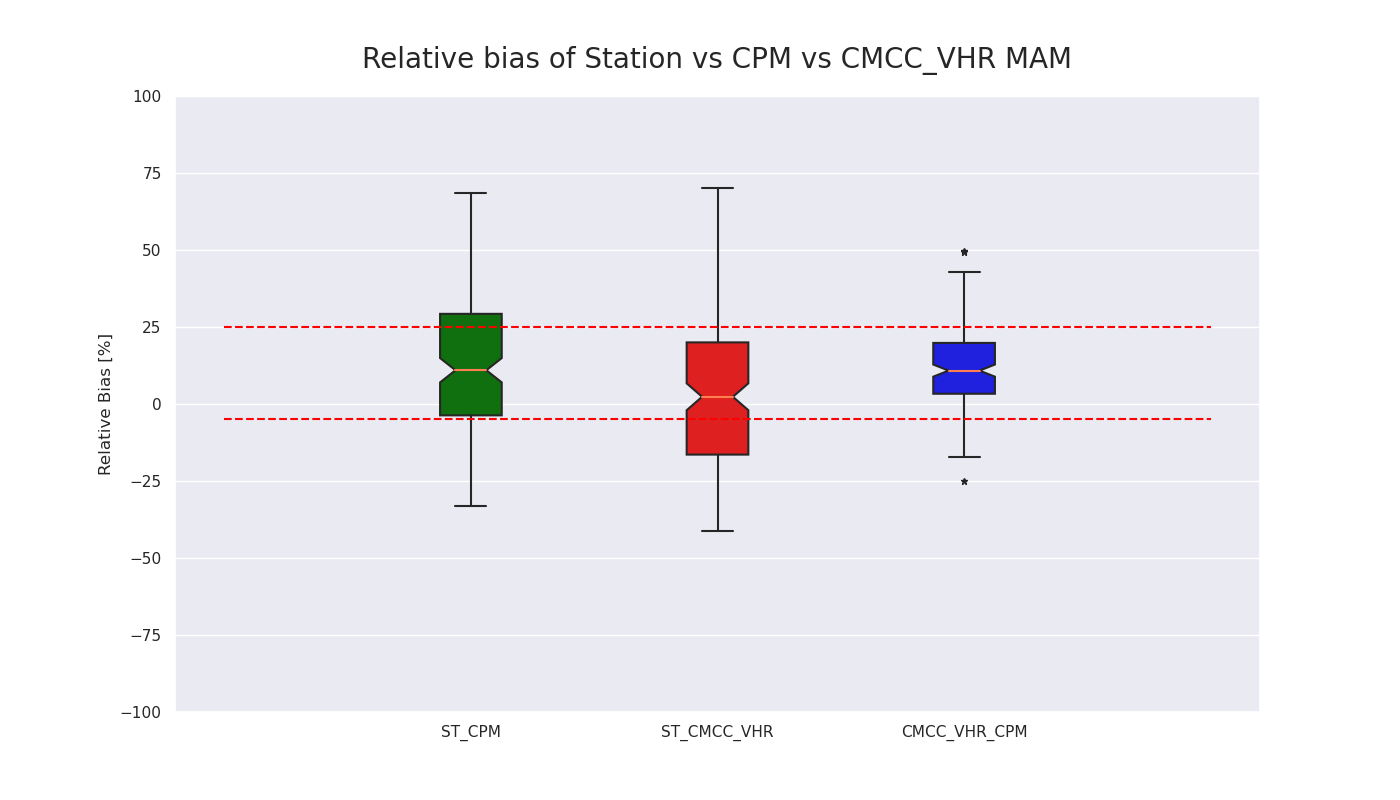 Relative bias of Station vs CPM vs CMCC_VHR MAM
100
75
50
25
0
−25
−50
−75
−100
Relative Bias [%]
ST_CPM
ST_CMCC_VHR
CMCC_VHR_CPM